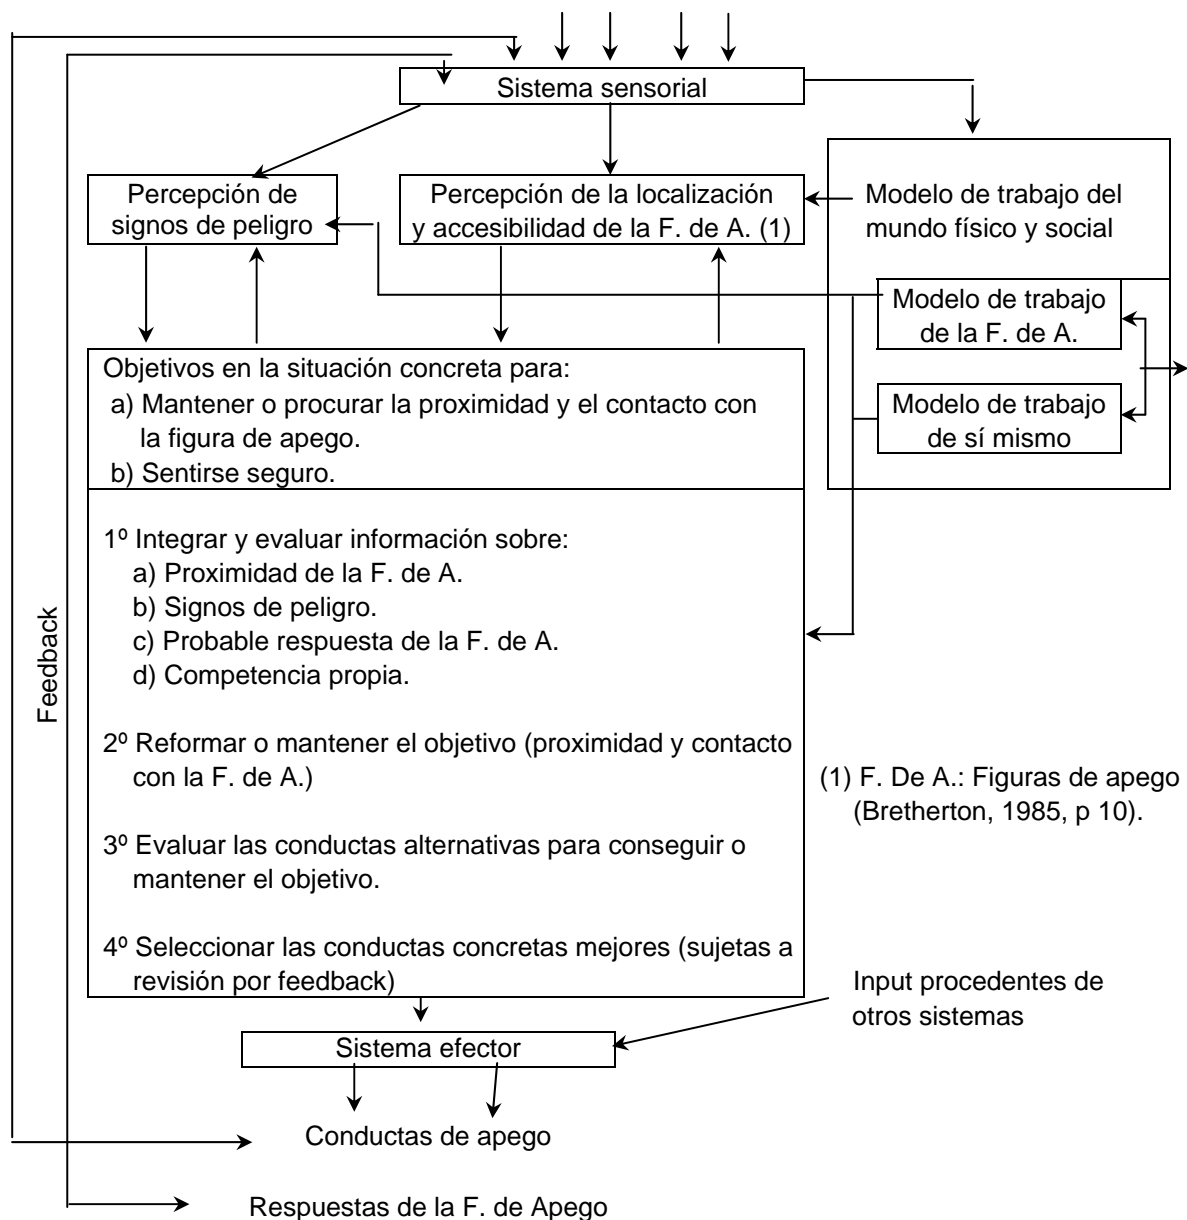 Sistema sensorial
Percepción de
signos de peligro
Percepción de la localización
y accesibilidad de la F. de A. (1)
Modelo de trabajo del
mundo físico y social
Modelo de trabajo
de la F. de A.
Modelo de trabajo
de sí mismo
Objetivos en la situación concreta para:
a) Mantener o procurar la proximidad y el contacto con
la figura de apego.
b) Sentirse seguro.
1º Integrar y evaluar información sobre:
a) Proximidad de la F. de A.
b) Signos de peligro.
c) Probable respuesta de la F. de A.
d) Competencia propia.
2º Reformar o mantener el objetivo (proximidad y contacto
con la F. de A.)
3º Evaluar las conductas alternativas para conseguir o
mantener el objetivo.
4º Seleccionar las conductas concretas mejores (sujetas a
revisión por feedback)
Feedback
(1) F. De A.: Figuras de apego
(Bretherton, 1985, p 10).
Input procedentes de
otros sistemas
Sistema efector
Conductas de apego
Respuestas de la F. de Apego